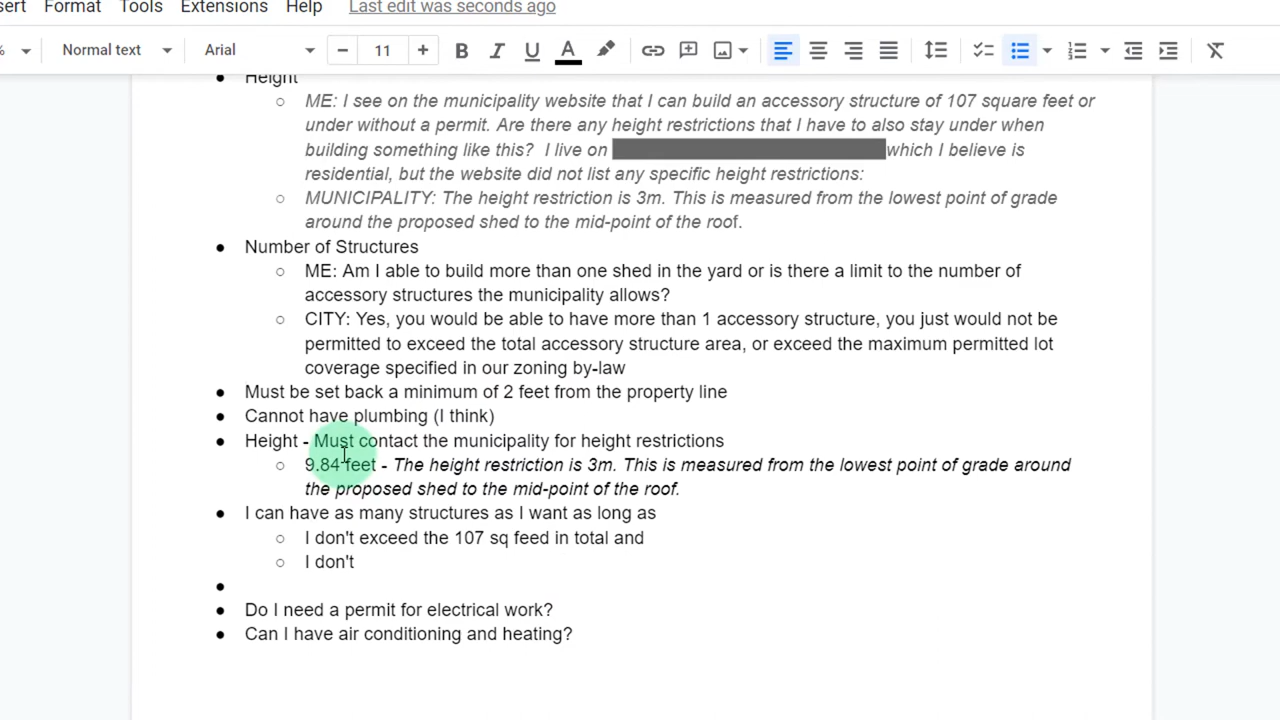 sert Format Tools Extensions Help Last edit was seconds ago
% Normal text Arial − 11 + B I U A
Height
ME: I see on the municipality website that I can build an accessory structure of 107 square feet or
under without a permit. Are there any height restrictions that I have to also stay under when
building something like this? I live on which I believe is
residential, but the website did not list any specific height restrictions:
MUNICIPALITY: The height restriction is 3m. This is measured from the lowest point of grade
around the proposed shed to the mid-point of the roof.
Number of Structures
ME: Am I able to build more than one shed in the yard or is there a limit to the number of
accessory structures the municipality allows?
CITY: Yes, you would be able to have more than 1 accessory structure, you just would not be
permitted to exceed the total accessory structure area, or exceed the maximum permitted lot
coverage specified in our zoning by-law
Must be set back a minimum of 2 feet from the property line
Cannot have plumbing (I think)
Height - Must contact the municipality for height restrictions
9.84 feet - The height restriction is 3m. This is measured from the lowest point of grade around
the proposed shed to the mid-point of the roof.
I can have as many structures as I want as long as
I don't exceed the 107 sq feed in total and
I don't
Do I need a permit for electrical work?
Can I have air conditioning and heating?